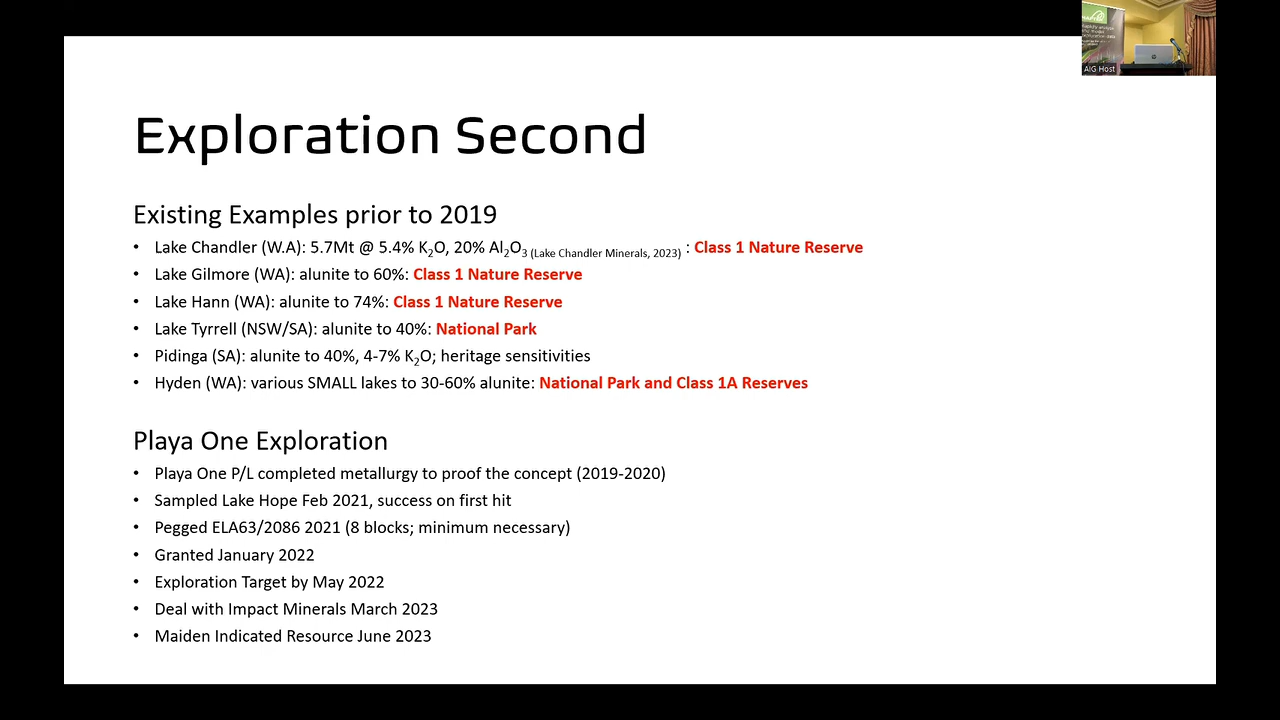 AIG Host
Exploration Second
Existing Examples prior to 2019
• Lake Chandler (W.A): 5.7Mt @ 5.4% K₂O, 20% Al₂O₃ (Lake Chandler Minerals, 2023) : Class 1 Nature Reserve
• Lake Gilmore (WA): alunite to 60%: Class 1 Nature Reserve
• Lake Hann (WA): alunite to 74%: Class 1 Nature Reserve
• Lake Tyrrell (NSW/SA): alunite to 40%: National Park
• Pidinga (SA): alunite to 40%, 4-7% K₂O; heritage sensitivities
• Hyden (WA): various SMALL lakes to 30-60% alunite: National Park and Class 1A Reserves
Playa One Exploration
• Playa One P/L completed metallurgy to proof the concept (2019-2020)
• Sampled Lake Hope Feb 2021, success on first hit
• Pegged ELA63/2086 2021 (8 blocks; minimum necessary)
• Granted January 2022
• Exploration Target by May 2022
• Deal with Impact Minerals March 2023
• Maiden Indicated Resource June 2023